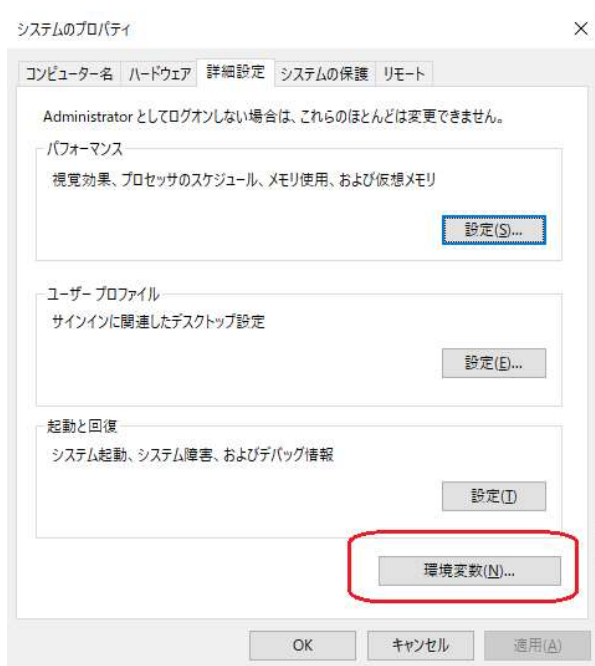 システムのプロパティ
コンピューター名 ハードウェア 詳細設定 システムの保護 リモート
Administrator としてログオンしない場合は、これらのほとんどは変更できません。
パフォーマンス
視覚効果、プロセッサのスケジュール、メモリ使用、および仮想メモリ
設定(S)...
ユーザー プロファイル
サインインに関連したデスクトップ設定
設定(E)...
起動と回復
システム起動、システム障害、およびデバッグ情報
設定(T)
環境変数(N)...
OK キャンセル 適用(A)